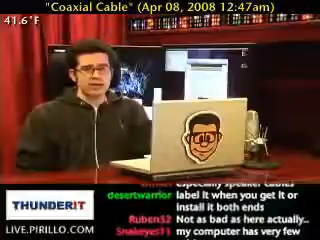 "Coaxial Cable" (Apr 08, 2008 12:47am)
41.6°F
especially speaker cables
desertwarrior label it when you get it or
install it both ends
Ruben32 Not as bad as here actually..
Snakeyes11 my computer has very few
THUNDERIT
LIVE.PIRILLO.COM